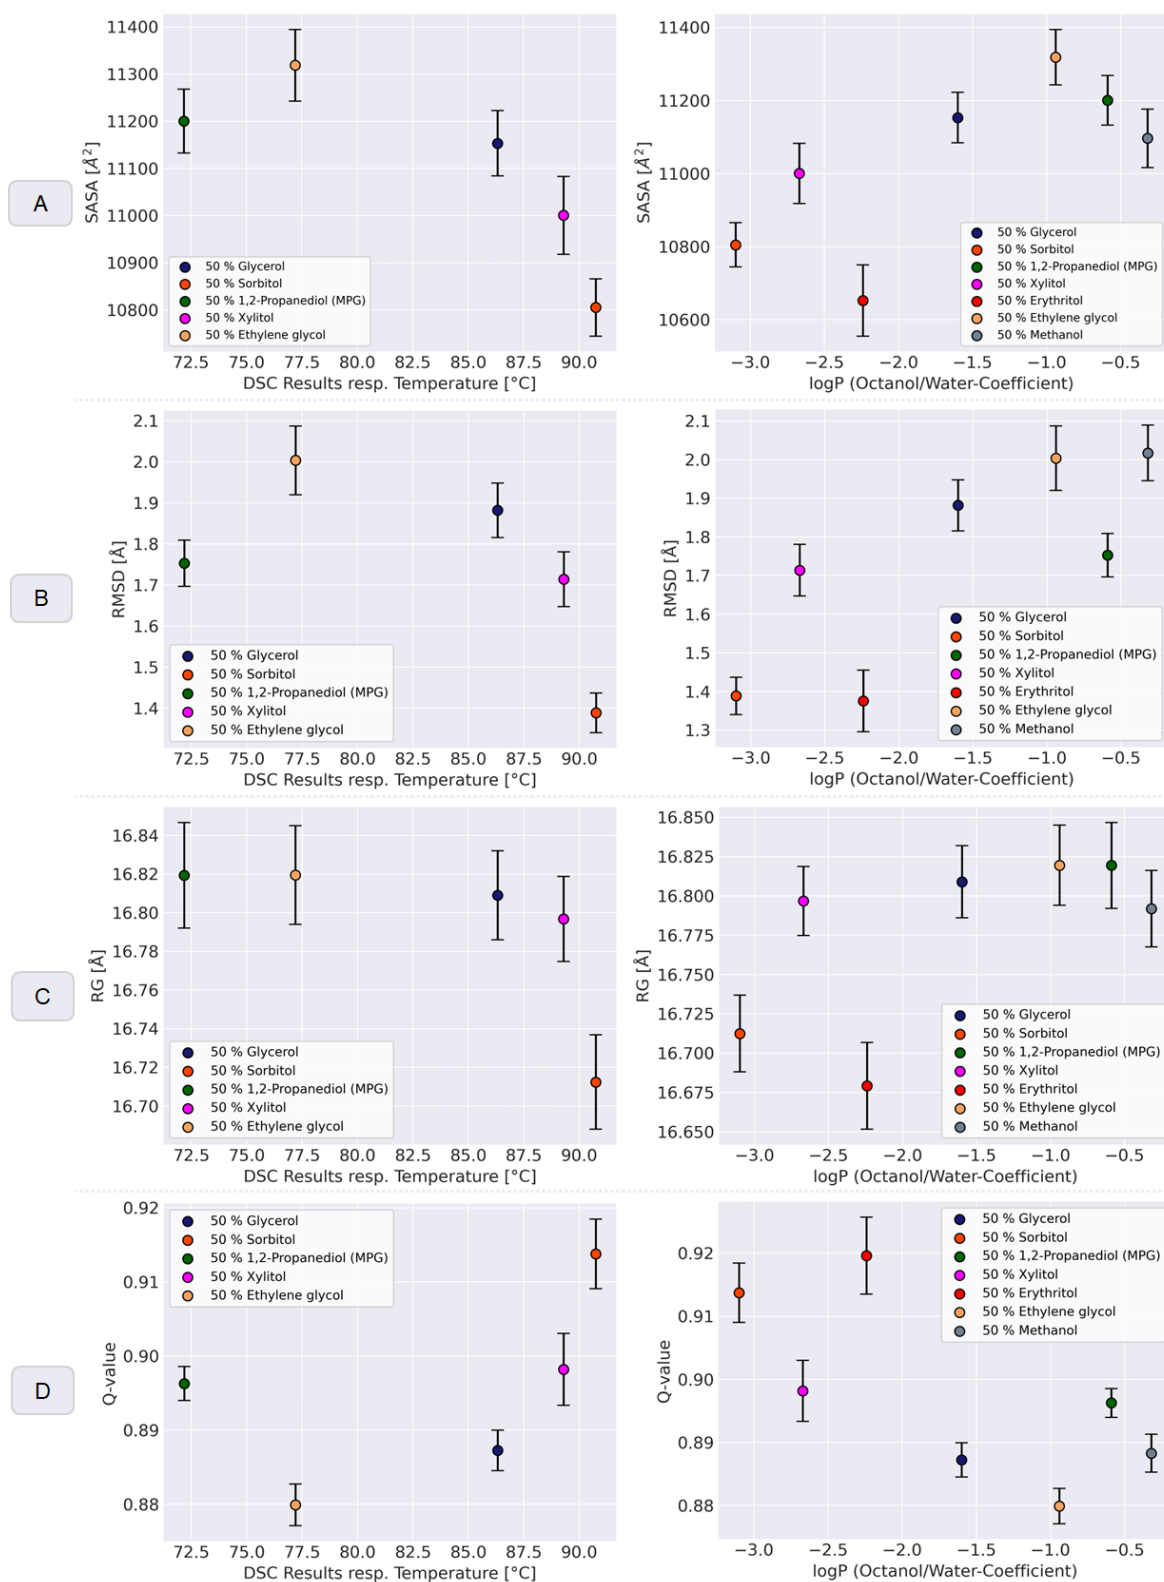 A
11400
11300
11200
11100
11000
10900
10800
SASA [Å²]
50 % Glycerol
50 % Sorbitol
50 % 1,2-Propanediol (MPG)
50 % Xylitol
50 % Ethylene glycol
72.5 75.0 77.5 80.0 82.5 85.0 87.5 90.0
DSC Results resp. Temperature [°C]
11400
11200
11000
10800
10600
SASA [Å²]
50 % Glycerol
50 % Sorbitol
50 % 1,2-Propanediol (MPG)
50 % Xylitol
50 % Erythritol
50 % Ethylene glycol
50 % Methanol
−3.0 −2.5 −2.0 −1.5 −1.0 −0.5
logP (Octanol/Water-Coefficient)
B
2.1
2.0
1.9
1.8
1.7
1.6
1.5
1.4
RMSD [Å]
50 % Glycerol
50 % Sorbitol
50 % 1,2-Propanediol (MPG)
50 % Xylitol
50 % Ethylene glycol
72.5 75.0 77.5 80.0 82.5 85.0 87.5 90.0
DSC Results resp. Temperature [°C]
2.1
2.0
1.9
1.8
1.7
1.6
1.5
1.4
1.3
RMSD [Å]
50 % Glycerol
50 % Sorbitol
50 % 1,2-Propanediol (MPG)
50 % Xylitol
50 % Erythritol
50 % Ethylene glycol
50 % Methanol
−3.0 −2.5 −2.0 −1.5 −1.0 −0.5
logP (Octanol/Water-Coefficient)
C
16.84
16.82
16.80
16.78
16.76
16.74
16.72
16.70
RG [Å]
50 % Glycerol
50 % Sorbitol
50 % 1,2-Propanediol (MPG)
50 % Xylitol
50 % Ethylene glycol
72.5 75.0 77.5 80.0 82.5 85.0 87.5 90.0
DSC Results resp. Temperature [°C]
16.850
16.825
16.800
16.775
16.750
16.725
16.700
16.675
16.650
RG [Å]
50 % Glycerol
50 % Sorbitol
50 % 1,2-Propanediol (MPG)
50 % Xylitol
50 % Erythritol
50 % Ethylene glycol
50 % Methanol
−3.0 −2.5 −2.0 −1.5 −1.0 −0.5
logP (Octanol/Water-Coefficient)
D
0.92
0.91
0.90
0.89
0.88
Q-value
50 % Glycerol
50 % Sorbitol
50 % 1,2-Propanediol (MPG)
50 % Xylitol
50 % Ethylene glycol
72.5 75.0 77.5 80.0 82.5 85.0 87.5 90.0
DSC Results resp. Temperature [°C]
0.92
0.91
0.90
0.89
0.88
Q-value
50 % Glycerol
50 % Sorbitol
50 % 1,2-Propanediol (MPG)
50 % Xylitol
50 % Erythritol
50 % Ethylene glycol
50 % Methanol
−3.0 −2.5 −2.0 −1.5 −1.0 −0.5
logP (Octanol/Water-Coefficient)